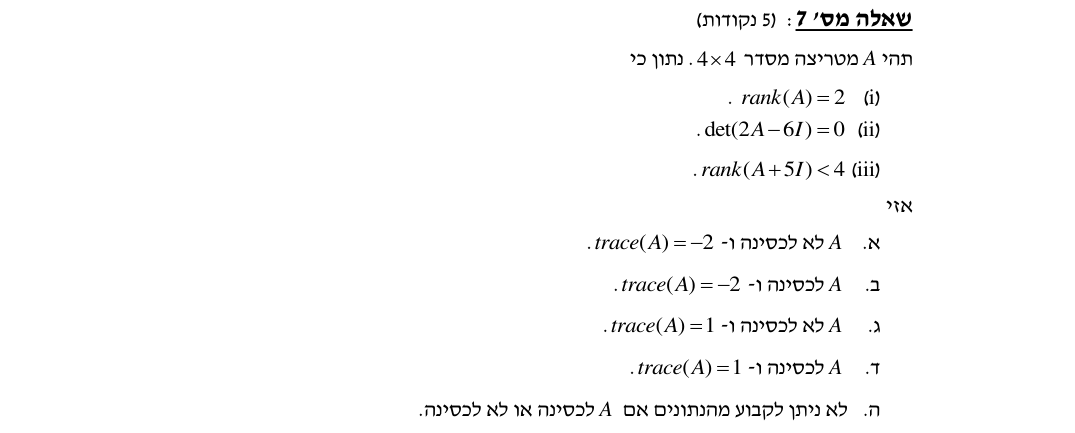 שאלה מס' 7 : (5 נקודות)
תהי A מטריצה מסדר 4×4. נתון כי
(i) rank(A) = 2 .
(ii) det(2A−6I) = 0 .
(iii) rank(A+5I) < 4 .
אזי
א. A לא לכסינה ו- trace(A) = −2 .
ב. A לכסינה ו- trace(A) = −2 .
ג. A לא לכסינה ו- trace(A) = 1 .
ד. A לכסינה ו- trace(A) = 1 .
ה. לא ניתן לקבוע מהנתונים אם A לכסינה או לא לכסינה.